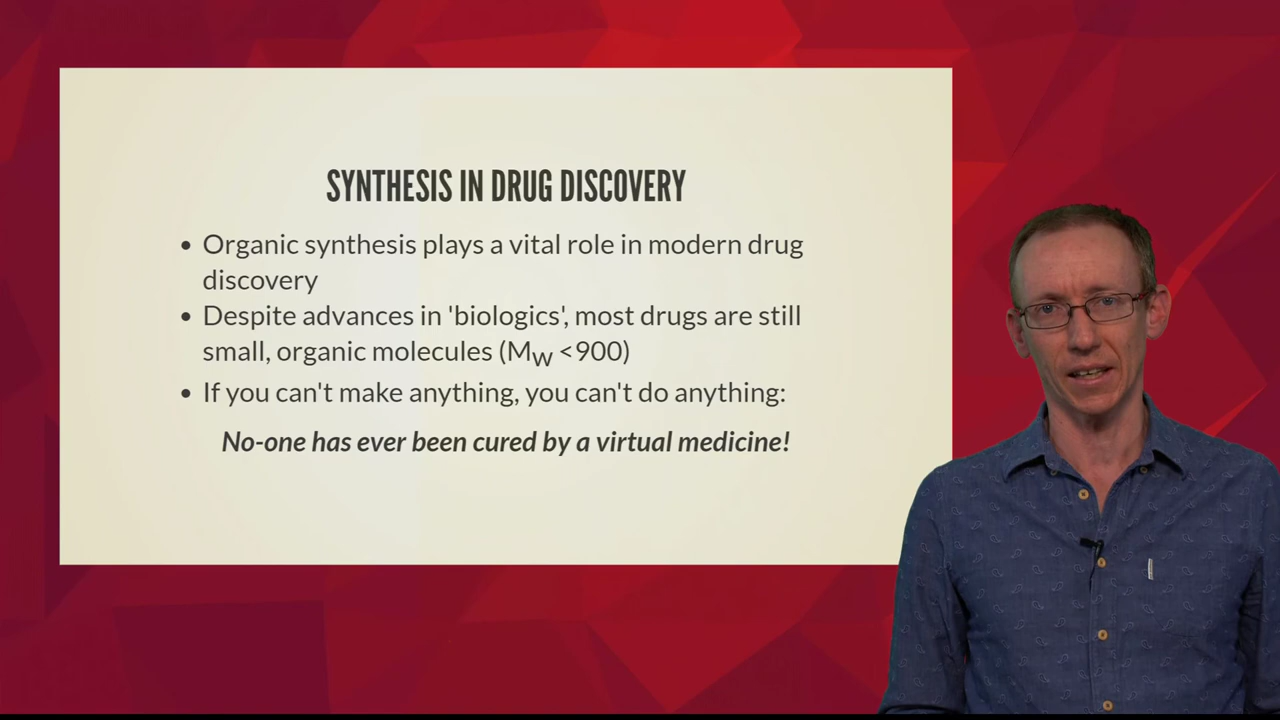 SYNTHESIS IN DRUG DISCOVERY
• Organic synthesis plays a vital role in modern drug
discovery
• Despite advances in 'biologics', most drugs are still
small, organic molecules (MW <900)
• If you can't make anything, you can't do anything:
No-one has ever been cured by a virtual medicine!